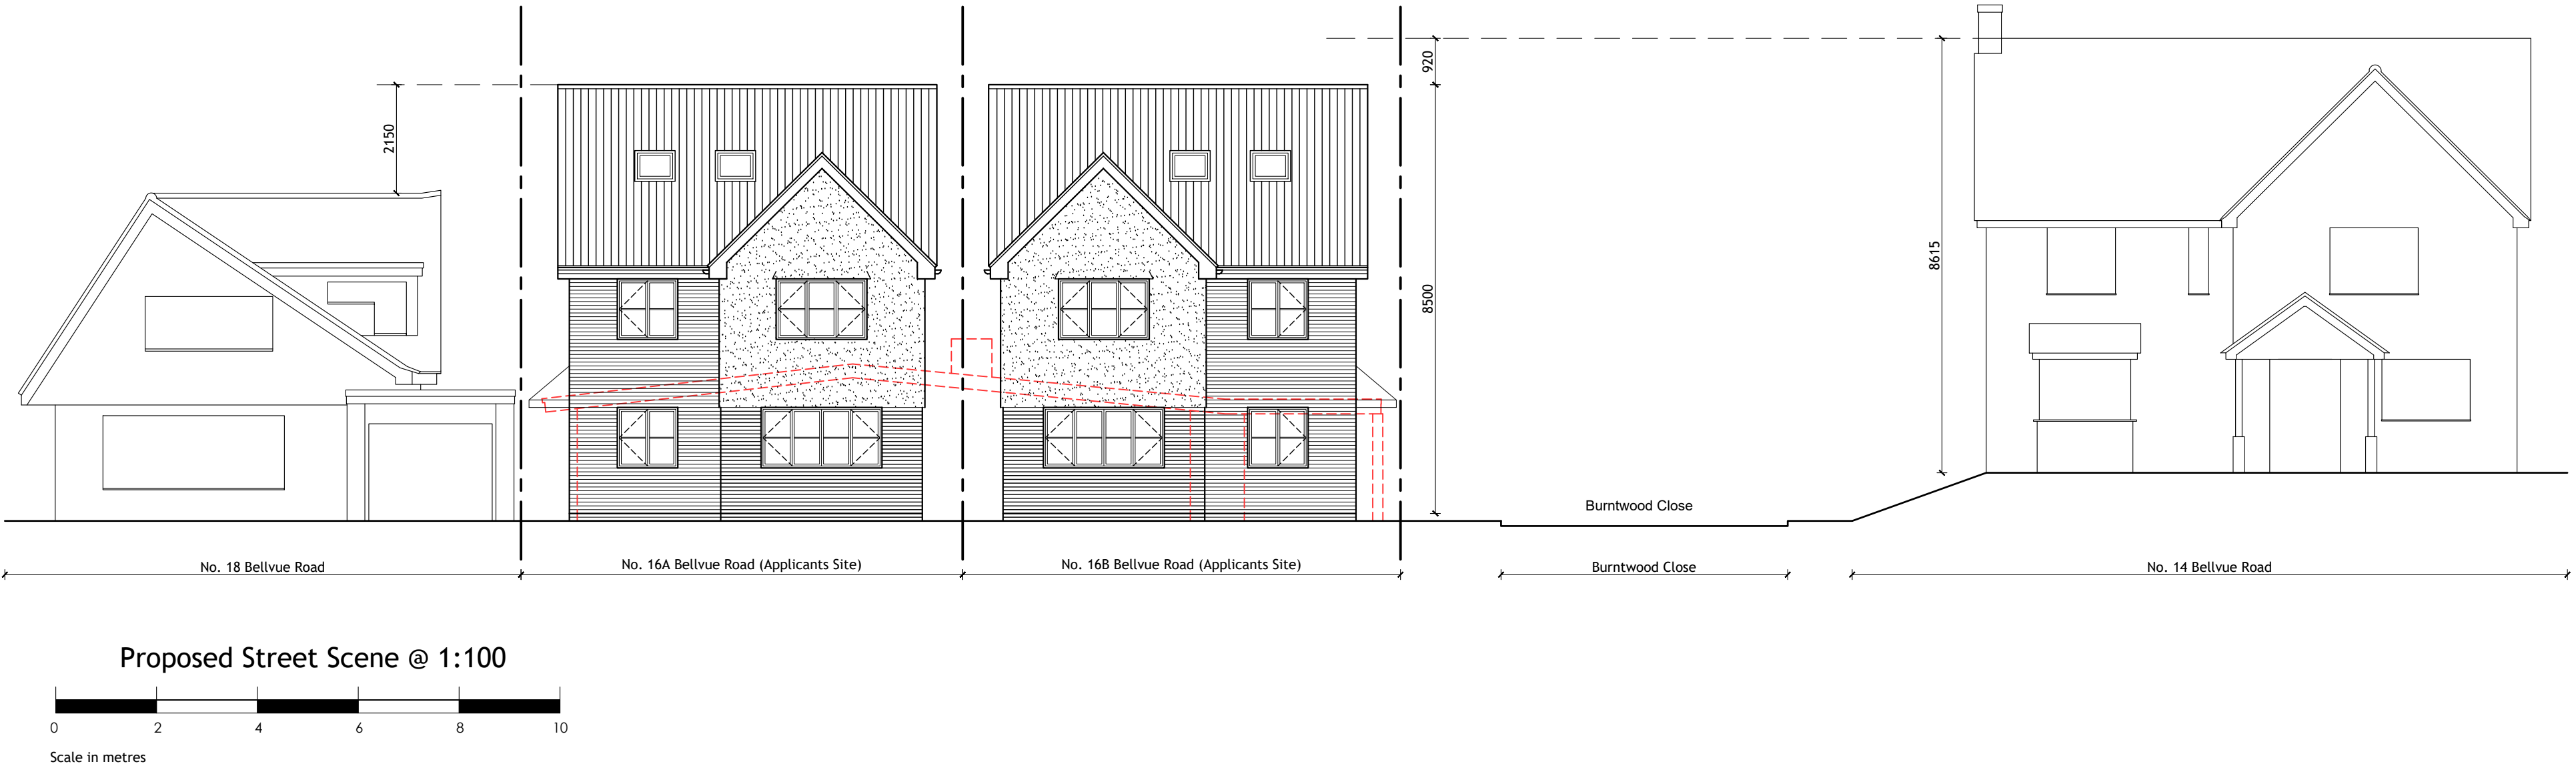 920
2150
8615
8500
Burntwood Close
No. 18 Bellvue Road
No. 16A Bellvue Road (Applicants Site)
No. 16B Bellvue Road (Applicants Site)
Burntwood Close
No. 14 Bellvue Road
Proposed Street Scene @ 1:100
0 2 4 6 8 10
Scale in metres